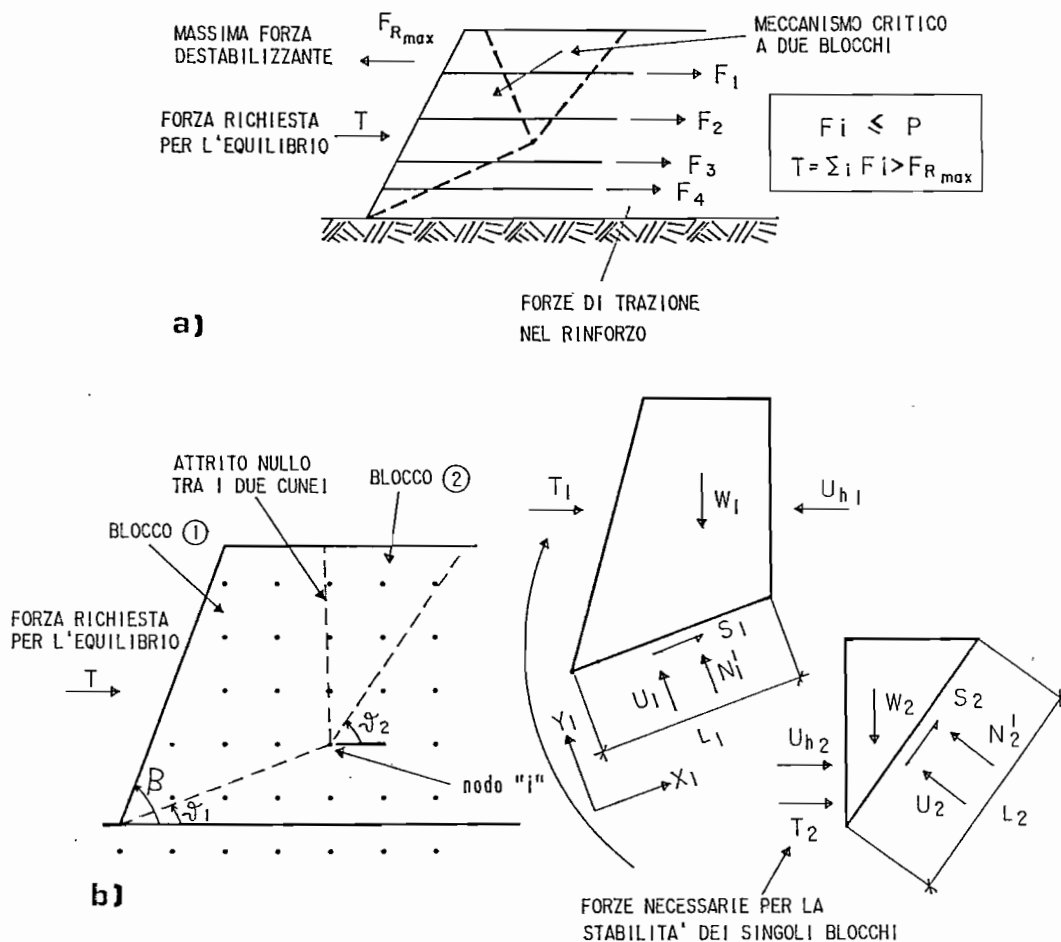 MASSIMA FORZA
DESTABILIZZANTE
F_Rmax
MECCANISMO CRITICO
A DUE BLOCCHI
F1
FORZA RICHIESTA
PER L'EQUILIBRIO
T
F2
F3
F4
Fi ≤ P
T=Σi Fi>F_Rmax
FORZE DI TRAZIONE
NEL RINFORZO
a)
ATTRITO NULLO
TRA I DUE CUNEI
BLOCCO ②
BLOCCO ①
FORZA RICHIESTA
PER L'EQUILIBRIO
T
β
ϑ1
ϑ2
nodo "i"
T1
W1
Uh1
S1
N'1
U1
L1
Y1
X1
W2
S2
N'2
Uh2
U2
L2
T2
FORZE NECESSARIE PER LA
STABILITA' DEI SINGOLI BLOCCHI
b)